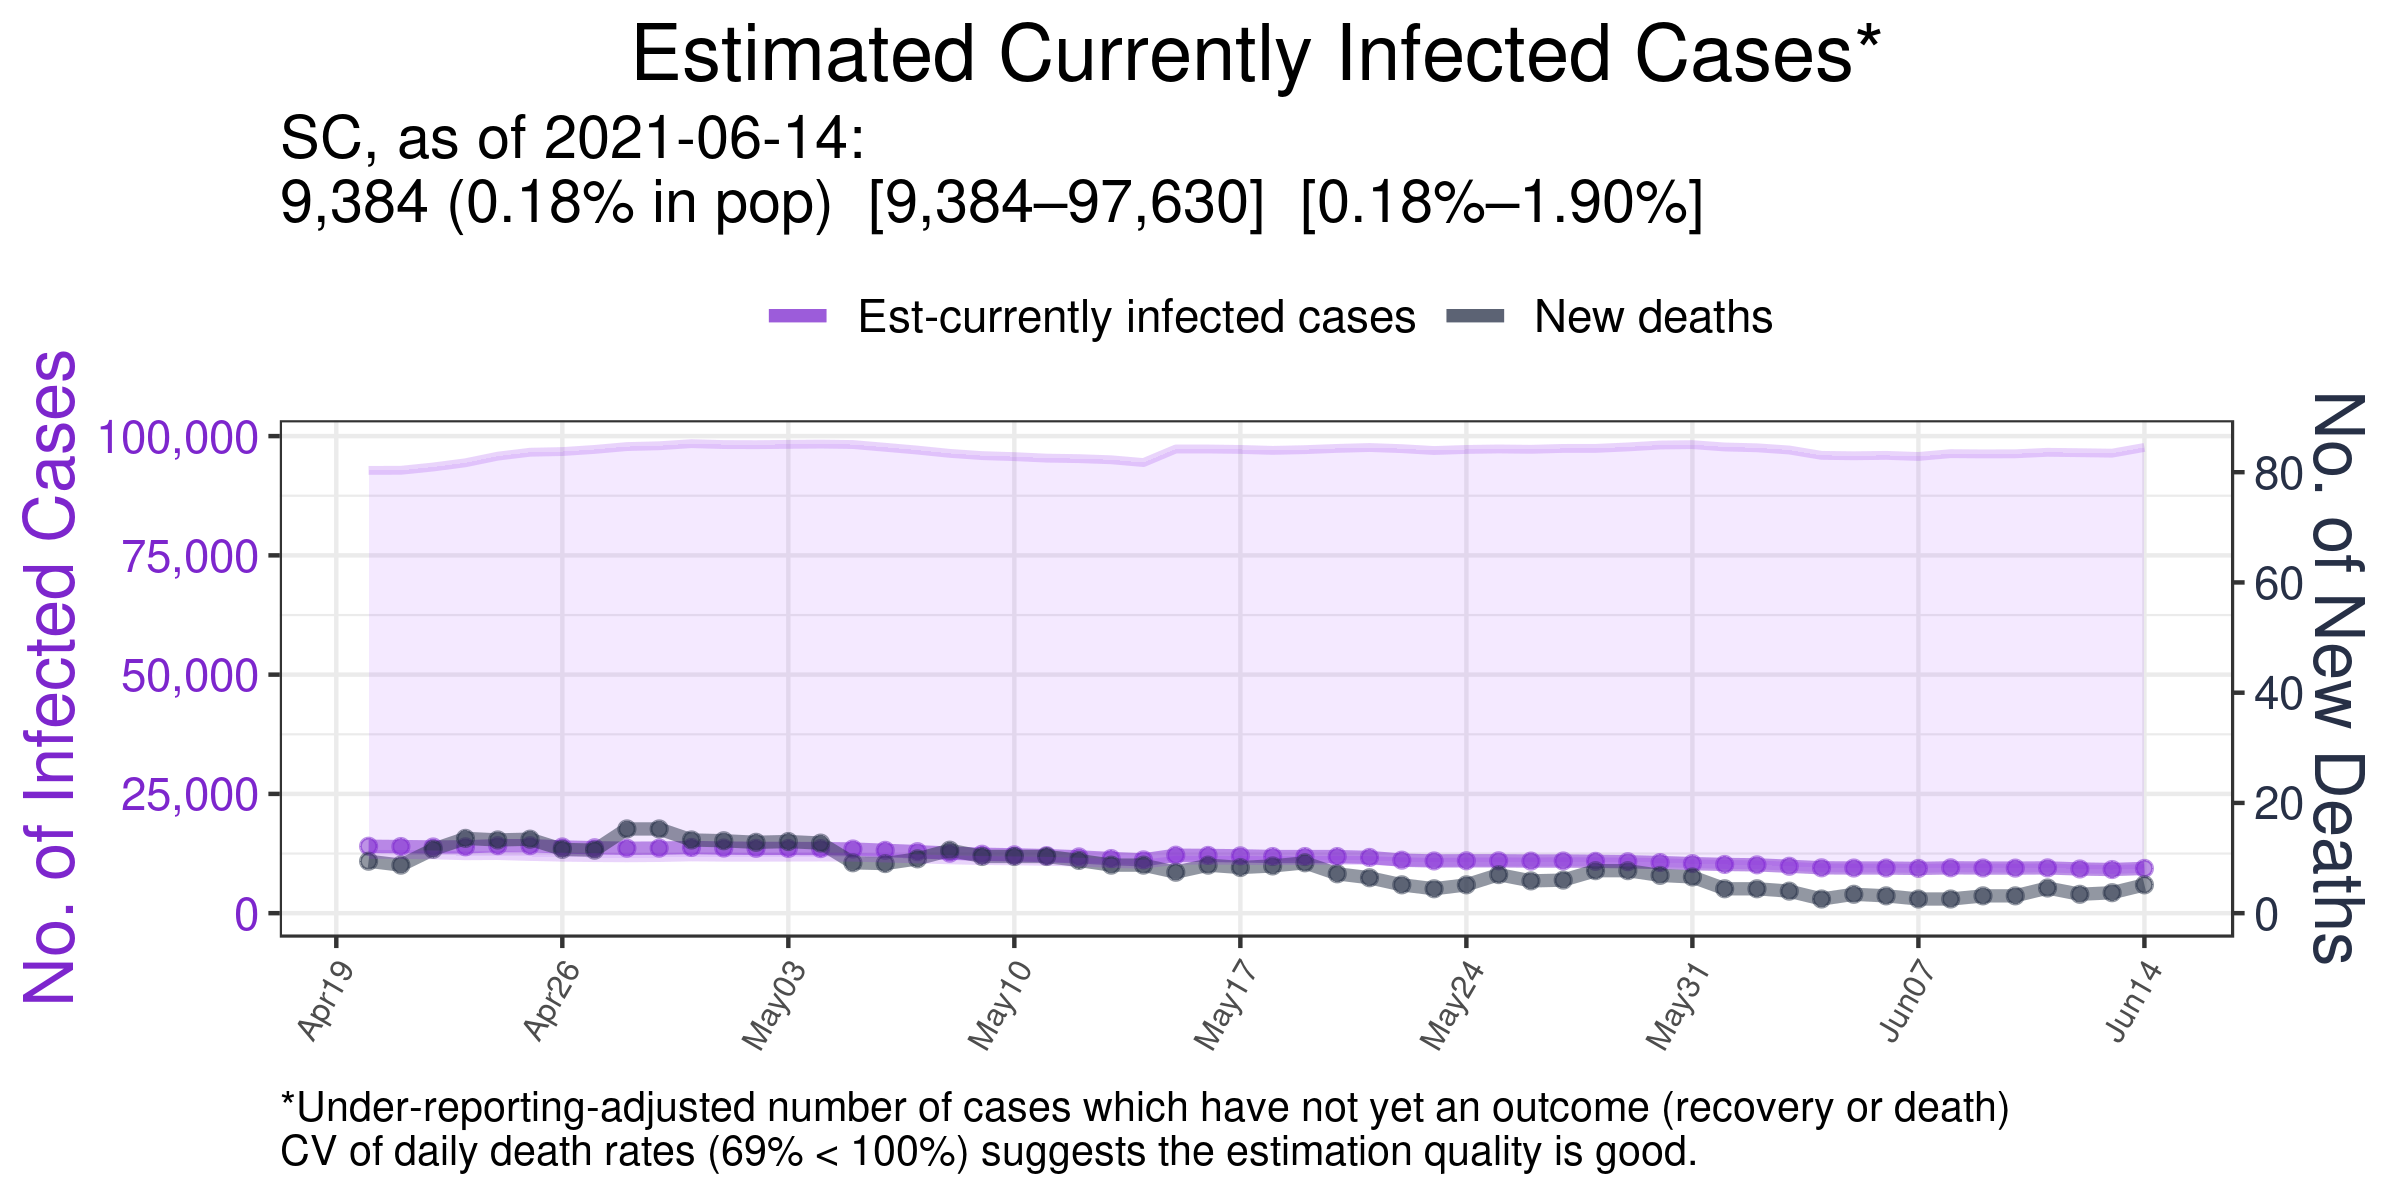 Estimated Currently Infected Cases*
SC, as of 2021-06-14:
9,384 (0.18% in pop)  [9,384–97,630]  [0.18%–1.90%]
Est-currently infected cases
New deaths
No. of Infected Cases
100,000
75,000
50,000
25,000
0
80
60
40
20
0
No. of New Deaths
Apr19
Apr26
May03
May10
May17
May24
May31
Jun07
Jun14
*Under-reporting-adjusted number of cases which have not yet an outcome (recovery or death)
CV of daily death rates (69% < 100%) suggests the estimation quality is good.